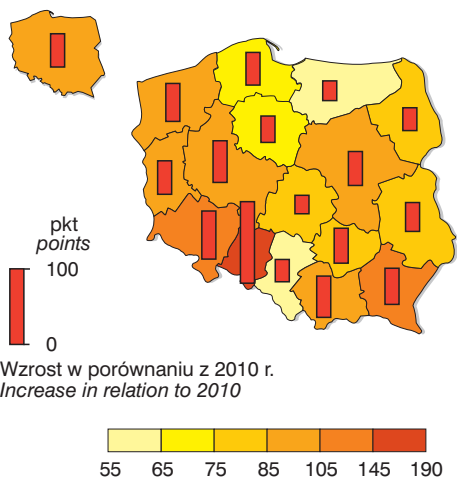 pkt
points
100
0
Wzrost w porównaniu z 2010 r.
Increase in relation to 2010
55 65 75 85 105 145 190